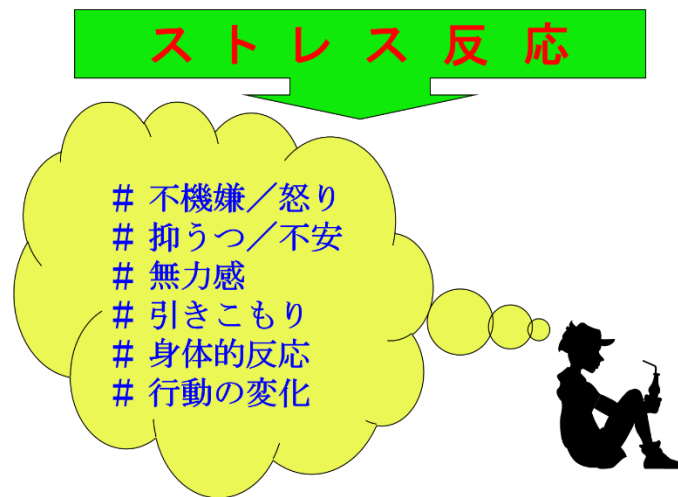 ストレス反応
# 不機嫌／怒り
# 抑うつ／不安
# 無力感
# 引きこもり
# 身体的反応
# 行動の変化